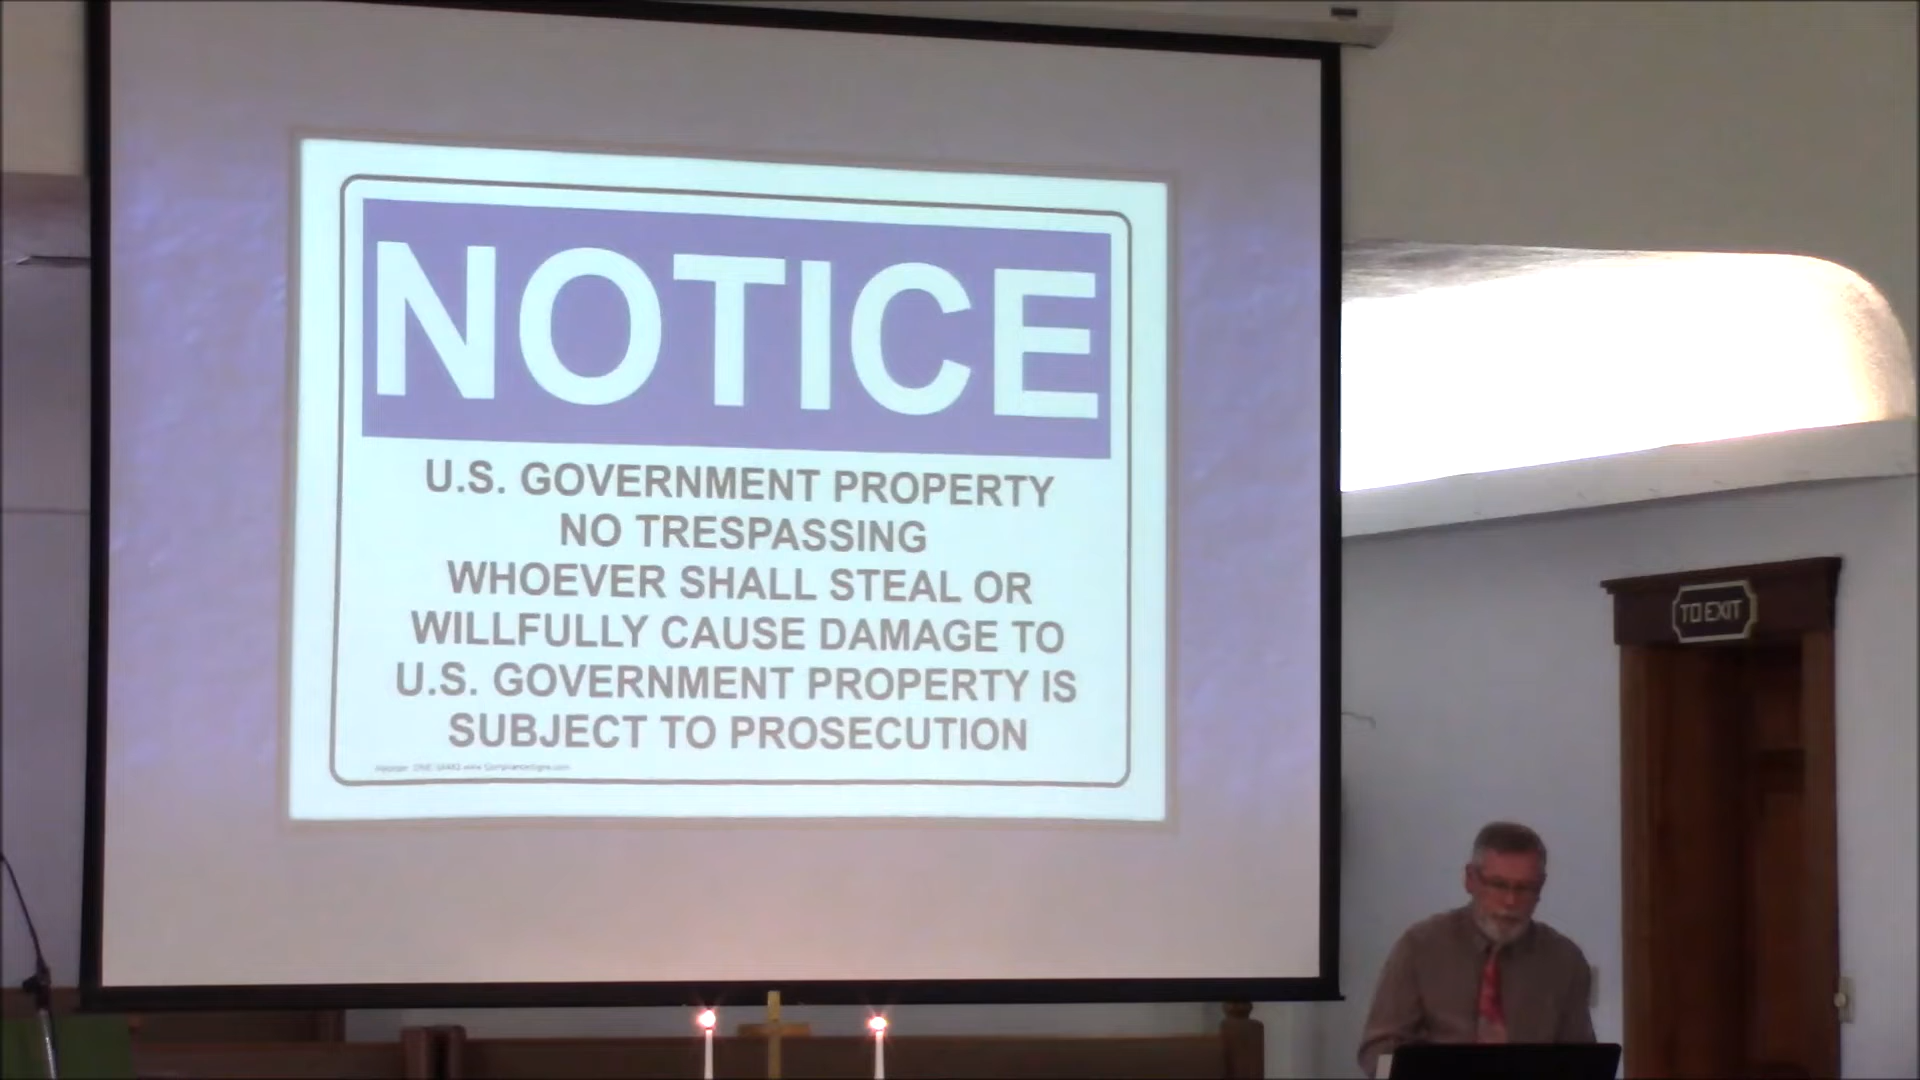 NOTICE
U.S. GOVERNMENT PROPERTY
NO TRESPASSING
WHOEVER SHALL STEAL OR
WILLFULLY CAUSE DAMAGE TO
U.S. GOVERNMENT PROPERTY IS
SUBJECT TO PROSECUTION
TO EXIT